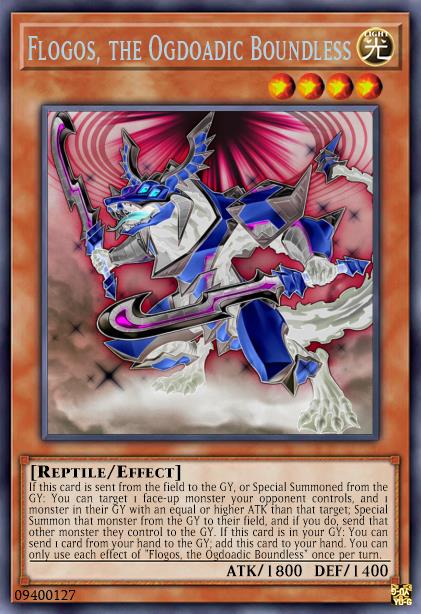 Flogos, the Ogdoadic Boundless
LIGHT
光
[Reptile/Effect]
If this card is sent from the field to the GY, or Special Summoned from the
GY: You can target 1 face-up monster your opponent controls, and 1
monster in their GY with an equal or higher ATK than that target; Special
Summon that monster from the GY to their field, and if you do, send that
other monster they control to the GY. If this card is in your GY: You can
send 1 card from your hand to the GY; add this card to your hand. You can
only use each effect of "Flogos, the Ogdoadic Boundless" once per turn.
ATK/1800 DEF/1400
09400127